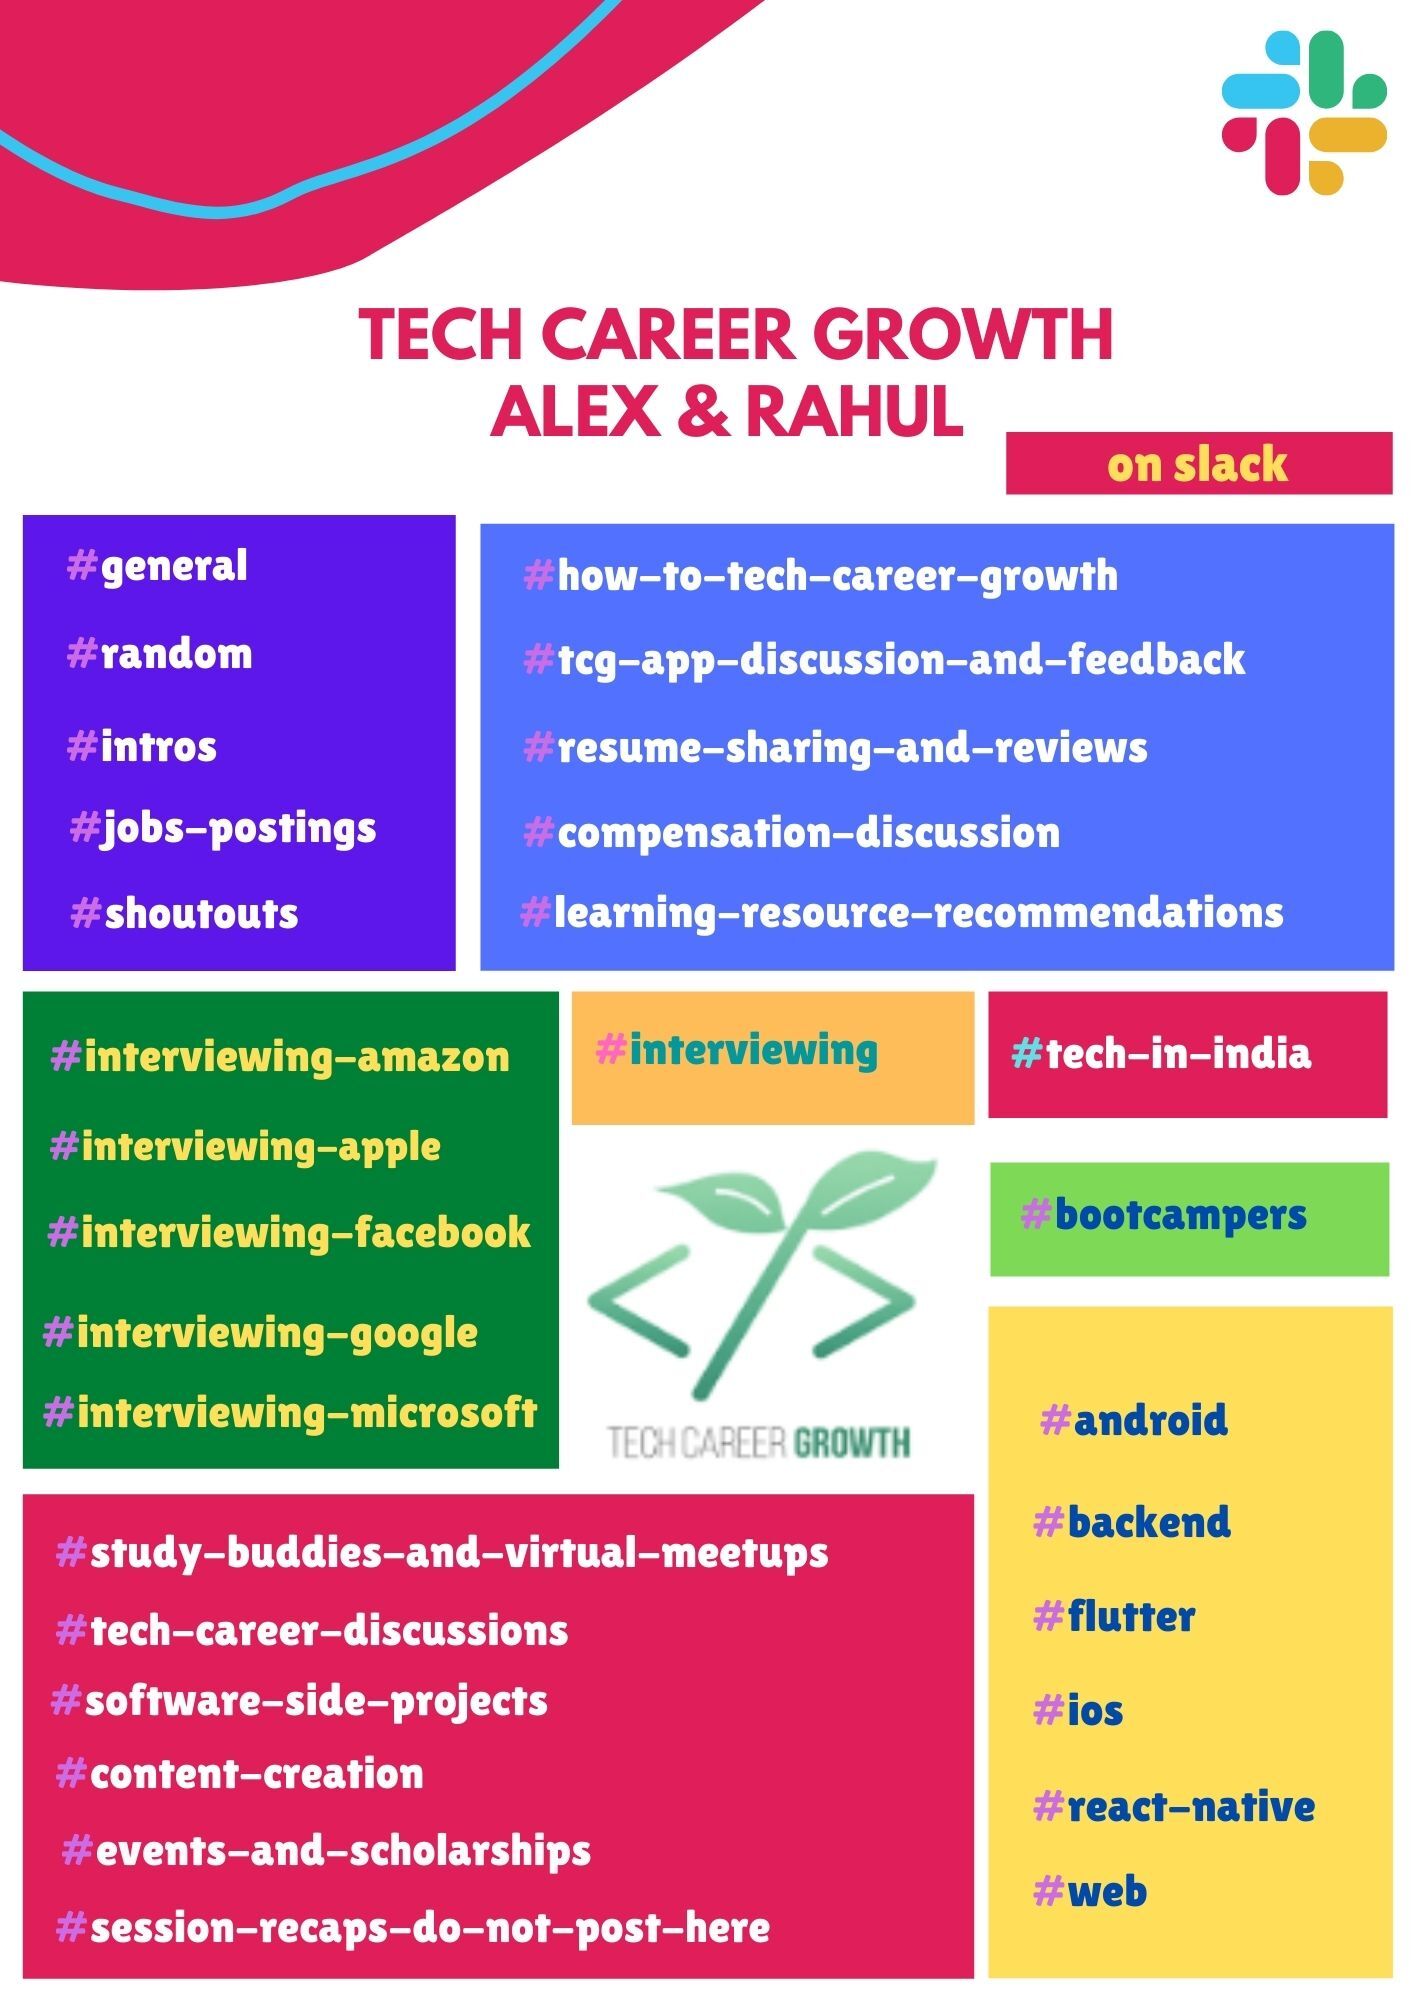 TECH CAREER GROWTH
ALEX & RAHUL
on slack
#general
#random
#intros
#jobs-postings
#shoutouts
#how-to-tech-career-growth
#tcg-app-discussion-and-feedback
#resume-sharing-and-reviews
#compensation-discussion
#learning-resource-recommendations
#interviewing-amazon
#interviewing-apple
#interviewing-facebook
#interviewing-google
#interviewing-microsoft
#interviewing
TECH CAREER GROWTH
#tech-in-india
#bootcampers
#android
#backend
#flutter
#ios
#react-native
#web
#study-buddies-and-virtual-meetups
#tech-career-discussions
#software-side-projects
#content-creation
#events-and-scholarships
#session-recaps-do-not-post-here